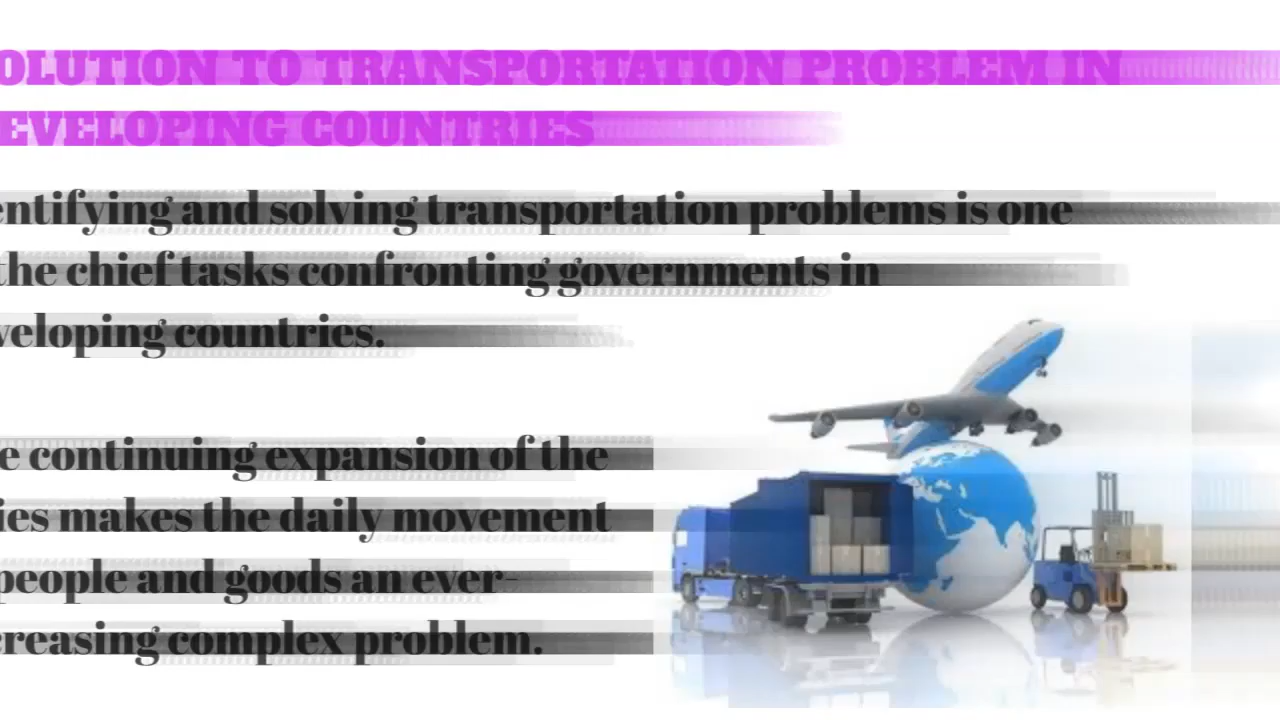 OLUTION TO TRANSPORTATION PROBLEM IN
EVELOPING COUNTRIES
entifying and solving transportation problems is one
the chief tasks confronting governments in
veloping countries.
e continuing expansion of the
ies makes the daily movement
people and goods an ever-
creasing complex problem.